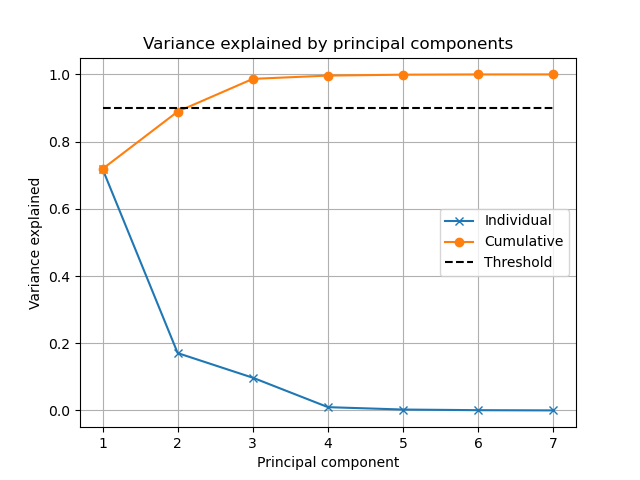 Variance explained by principal components
Variance explained
1.0
0.8
0.6
0.4
0.2
0.0
Individual
Cumulative
Threshold
1 2 3 4 5 6 7
Principal component